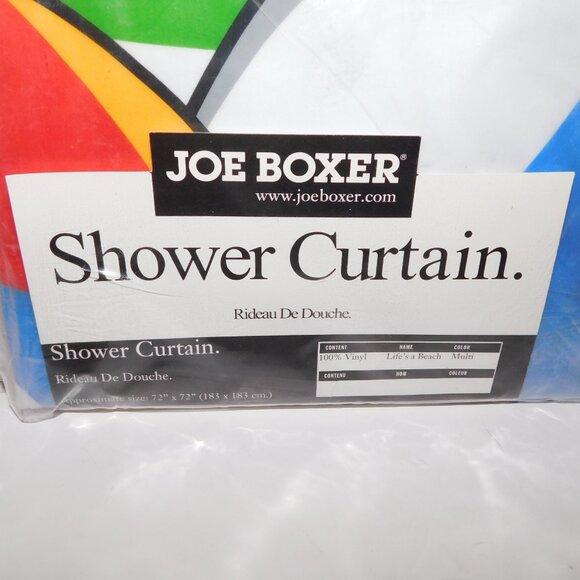 JOE BOXER®
www.joeboxer.com
Shower Curtain.
Rideau De Douche.
Shower Curtain.
Rideau De Douche.
Approximate size: 72" x 72" (183 x 183 cm.)
CONTENT NAME COLOR
100% Vinyl Life's a Beach Multi
CONTENU NOM COULEUR